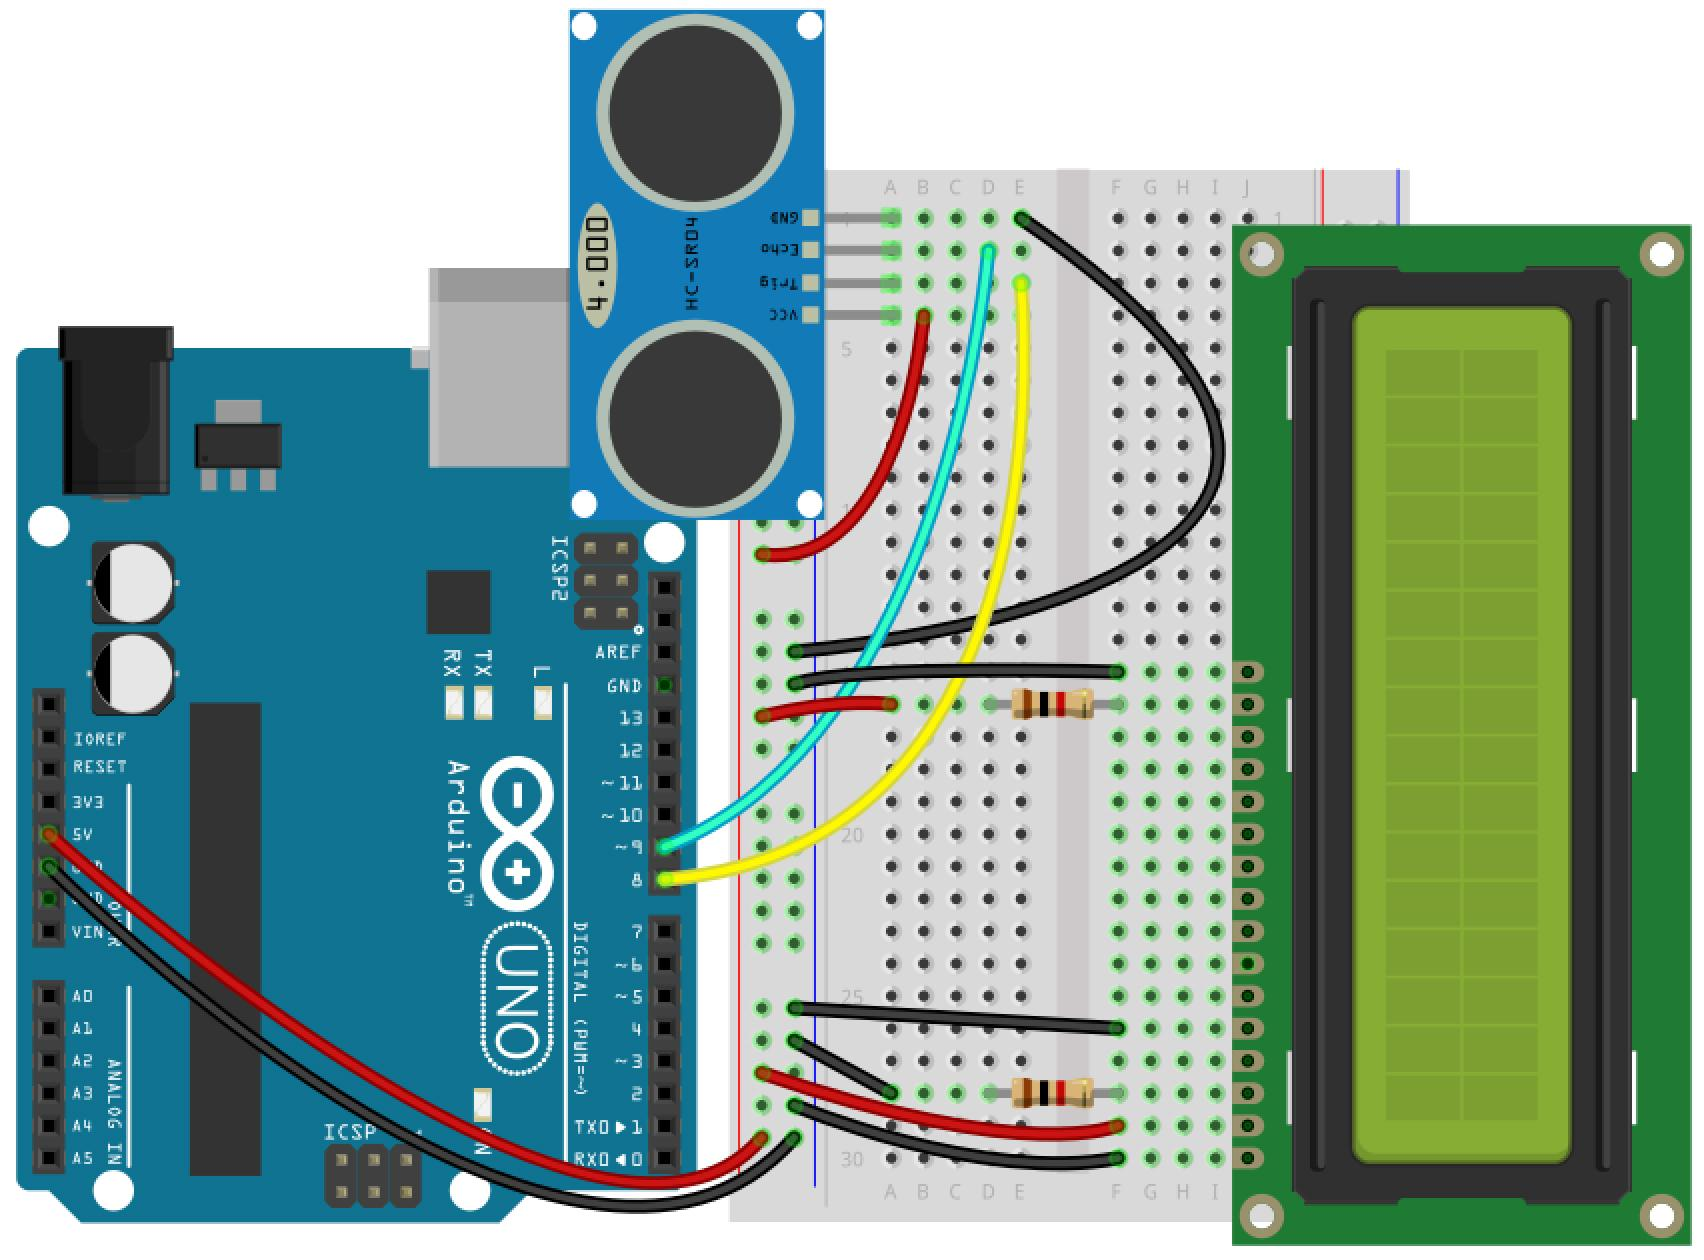 4.000
HC-SR04
GND
Echo
Trig
VCC
A B C D E
F G H I J
1
5
20
25
30
A B C D E
F G H I
ICSP2
AREF
GND
13
12
~11
~10
~9
8
7
~6
~5
4
~3
2
TX0▶1
RX0◀0
RX
TX
L
Arduino™
UNO
DIGITAL (PWM=~)
IOREF
RESET
3V3
5V
VIN
A0
A1
A2
A3
A4
A5
ANALOG IN
ICSP